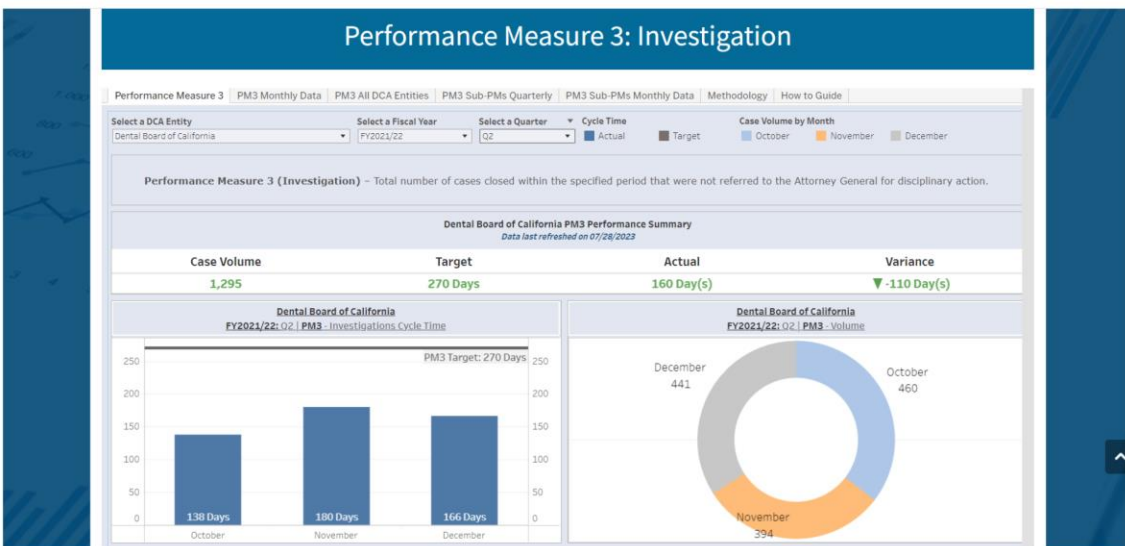 Performance Measure 3: Investigation
Performance Measure 3 PM3 Monthly Data PM3 All DCA Entities PM3 Sub-PMs Quarterly PM3 Sub-PMs Monthly Data Methodology How to Guide
Select a DCA Entity Select a Fiscal Year Select a Quarter Cycle Time Case Volume by Month
Dental Board of California FY2021/22 Q2 Actual Target October November December
Performance Measure 3 (Investigation) – Total number of cases closed within the specified period that were not referred to the Attorney General for disciplinary action.
Dental Board of California PM3 Performance Summary
Data last refreshed on 07/28/2023
Case Volume Target Actual Variance
1,295 270 Days 160 Day(s) ▼ -110 Day(s)
Dental Board of California
FY2021/22: Q2 | PM3 - Investigations Cycle Time
PM3 Target: 270 Days
250 250
200 200
150 150
100 100
50 50
0 0
138 Days 180 Days 166 Days
October November December
Dental Board of California
FY2021/22: Q2 | PM3 - Volume
December
441
October
460
November
394